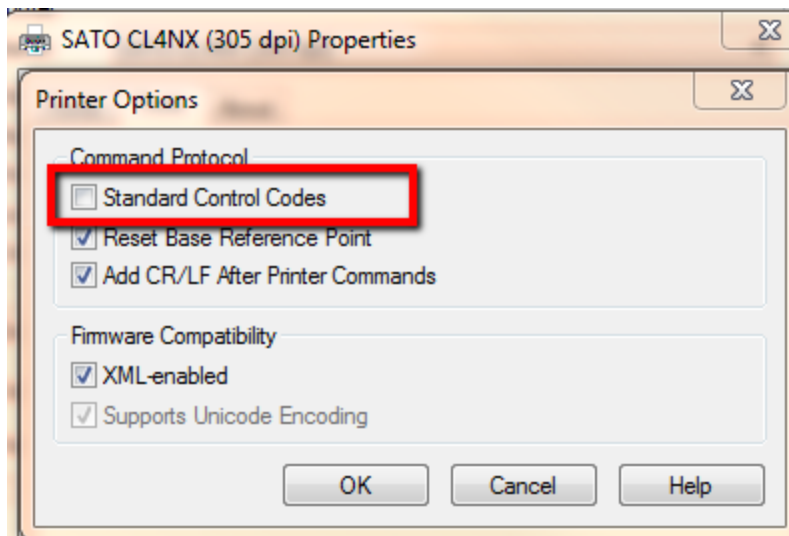 SATO CL4NX (305 dpi) Properties
Printer Options
Command Protocol
Standard Control Codes
Reset Base Reference Point
Add CR/LF After Printer Commands
Firmware Compatibility
XML-enabled
Supports Unicode Encoding
OK Cancel Help